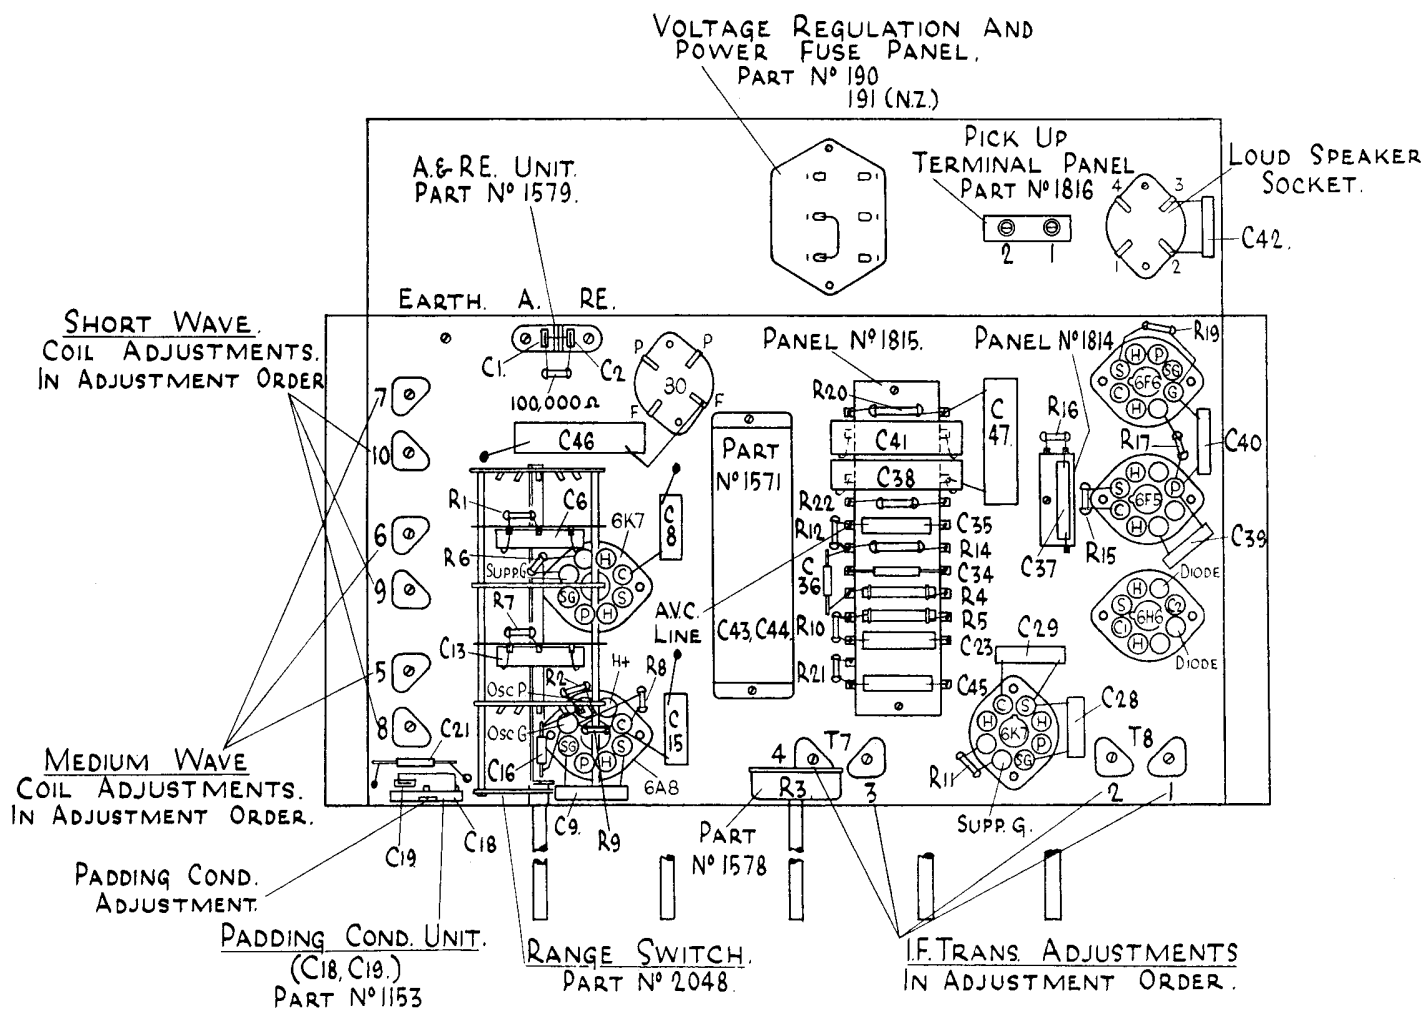 VOLTAGE REGULATION AND
POWER FUSE PANEL.
PART Nº 190
191 (N.Z.)
PICK UP
TERMINAL PANEL
PART Nº 1816
LOUD SPEAKER
SOCKET.
A.& RE. UNIT.
PART Nº 1579.
4
3
1
2
C42.
2
1
EARTH. A. RE.
SHORT WAVE.
COIL ADJUSTMENTS.
IN ADJUSTMENT ORDER
C1
C2
100,000Ω
P
P
80
F
F
PANEL Nº 1815.
PANEL Nº 1814
R19
H P
S SG
6F6
C G
H
R20
C
47.
R16
R17
C40
7
10
6
9
5
8
C46
PART
Nº 1571
C43, C44.
C41
C38
R22
R12
C35
R14
C
36
C34
R4
R10
R5
C23
R21
C45
A.V.C.
LINE
C37
R15
H
S P
6F5
C
H
C39
DIODE
H
S C2
6H6
C1
H
DIODE
R1
C6
6K7
C
8
R6
SUPP.G
H
C
SG S
P H
R7
C13
H+
R2
R8
OSC P
OSC G
C
SG S
P H
C
15
C16
6A8
C9.
R9
C21
C19
C18
C29
C28
C S
H H
6K7
P
SG
R11
SUPP. G.
4
T7
3
R3
PART
Nº 1578
T8
2
1
MEDIUM WAVE
COIL ADJUSTMENTS.
IN ADJUSTMENT ORDER.
PADDING COND.
ADJUSTMENT.
PADDING COND. UNIT.
(C18, C19.)
PART Nº 1153
RANGE SWITCH.
PART Nº 2048.
I.F. TRANS. ADJUSTMENTS
IN ADJUSTMENT ORDER.